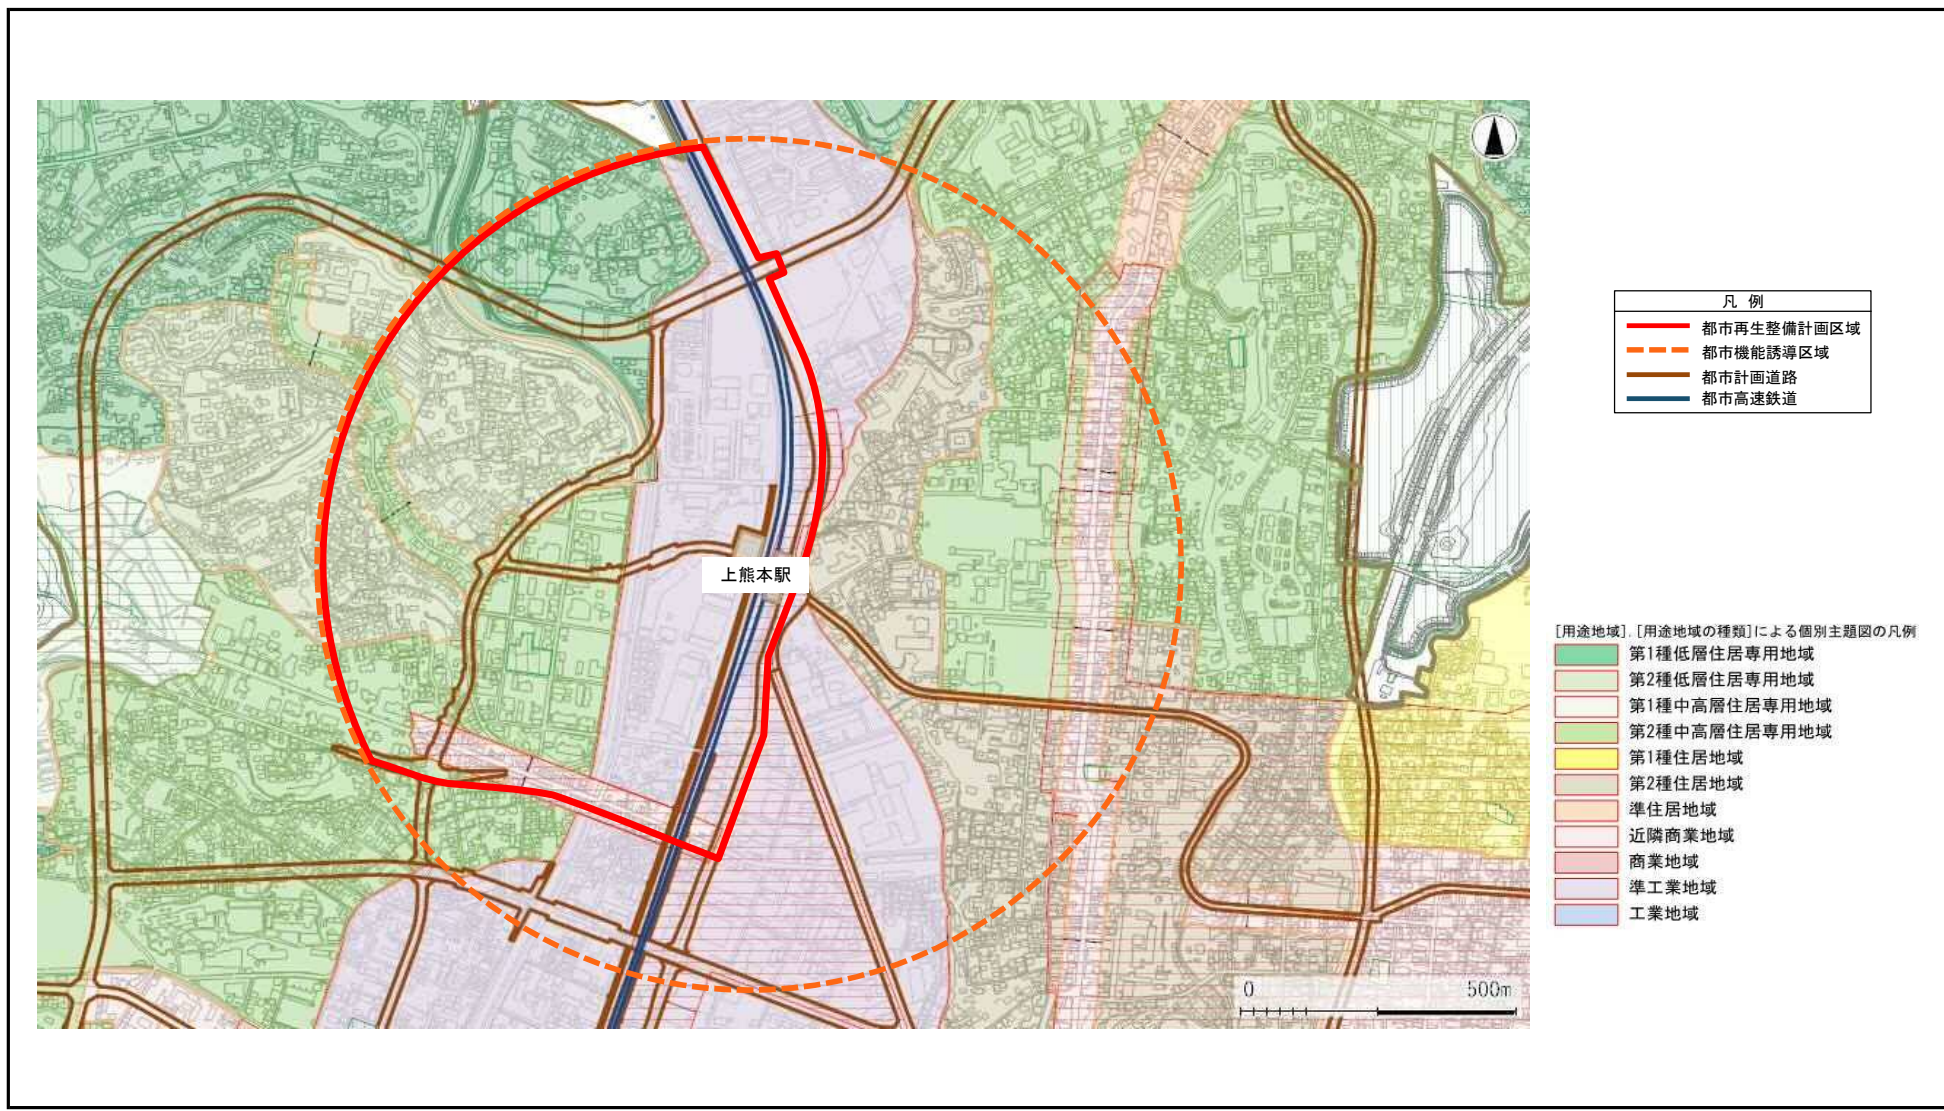 上熊本駅
0 500m
凡 例
都市再生整備計画区域
都市機能誘導区域
都市計画道路
都市高速鉄道
[用途地域]．[用途地域の種類]による個別主題図の凡例
第1種低層住居専用地域
第2種低層住居専用地域
第1種中高層住居専用地域
第2種中高層住居専用地域
第1種住居地域
第2種住居地域
準住居地域
近隣商業地域
商業地域
準工業地域
工業地域